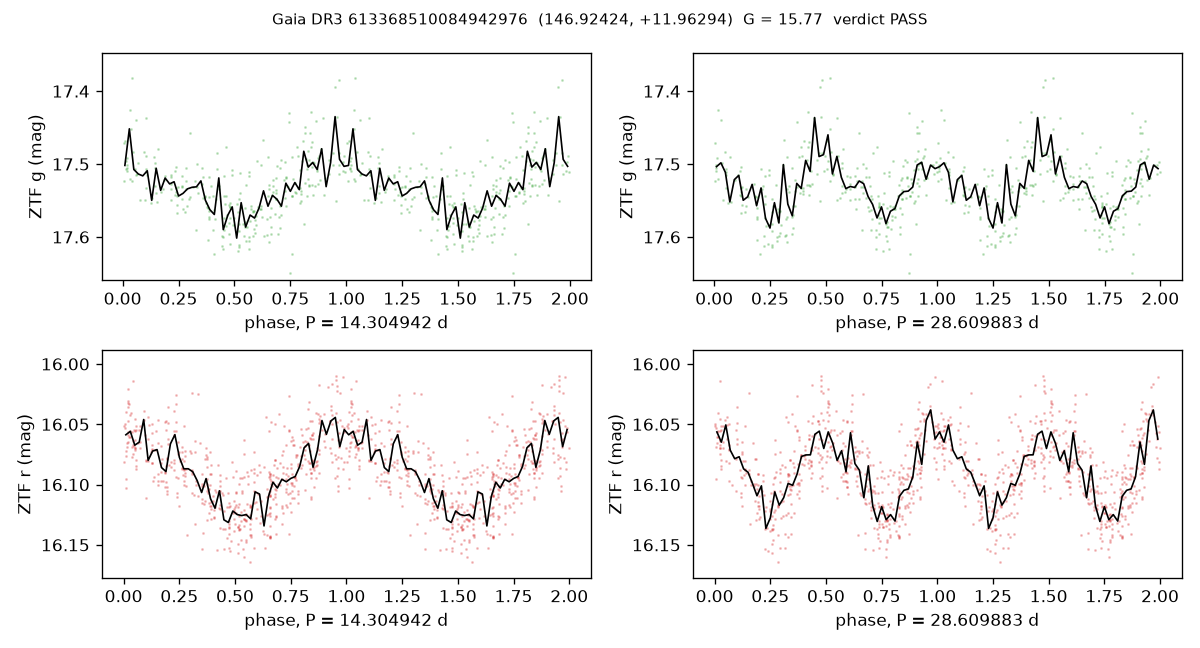 Gaia DR3 613368510084942976  (146.92424, +11.96294)  G = 15.77  verdict PASS
ZTF g (mag)
17.4
17.5
17.6
0.00 0.25 0.50 0.75 1.00 1.25 1.50 1.75 2.00
phase, P = 14.304942 d
ZTF g (mag)
17.4
17.5
17.6
0.00 0.25 0.50 0.75 1.00 1.25 1.50 1.75 2.00
phase, P = 28.609883 d
ZTF r (mag)
16.00
16.05
16.10
16.15
0.00 0.25 0.50 0.75 1.00 1.25 1.50 1.75 2.00
phase, P = 14.304942 d
ZTF r (mag)
16.00
16.05
16.10
16.15
0.00 0.25 0.50 0.75 1.00 1.25 1.50 1.75 2.00
phase, P = 28.609883 d